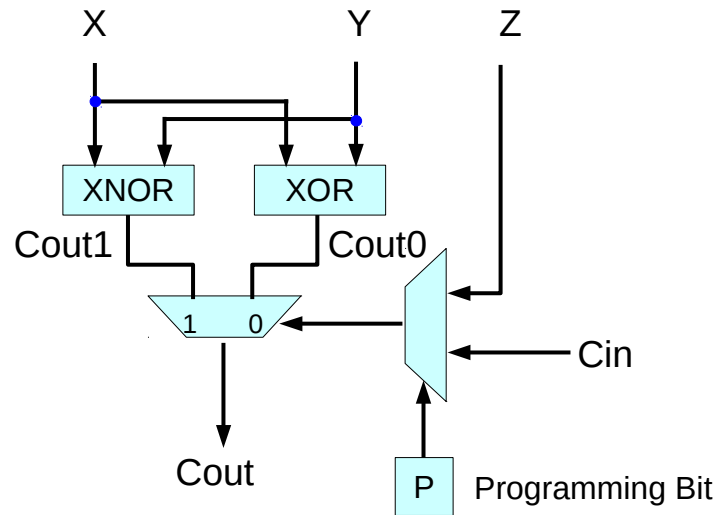 X
Y
Z
XNOR
XOR
Cout1
Cout0
1
0
Cin
Cout
P
Programming Bit